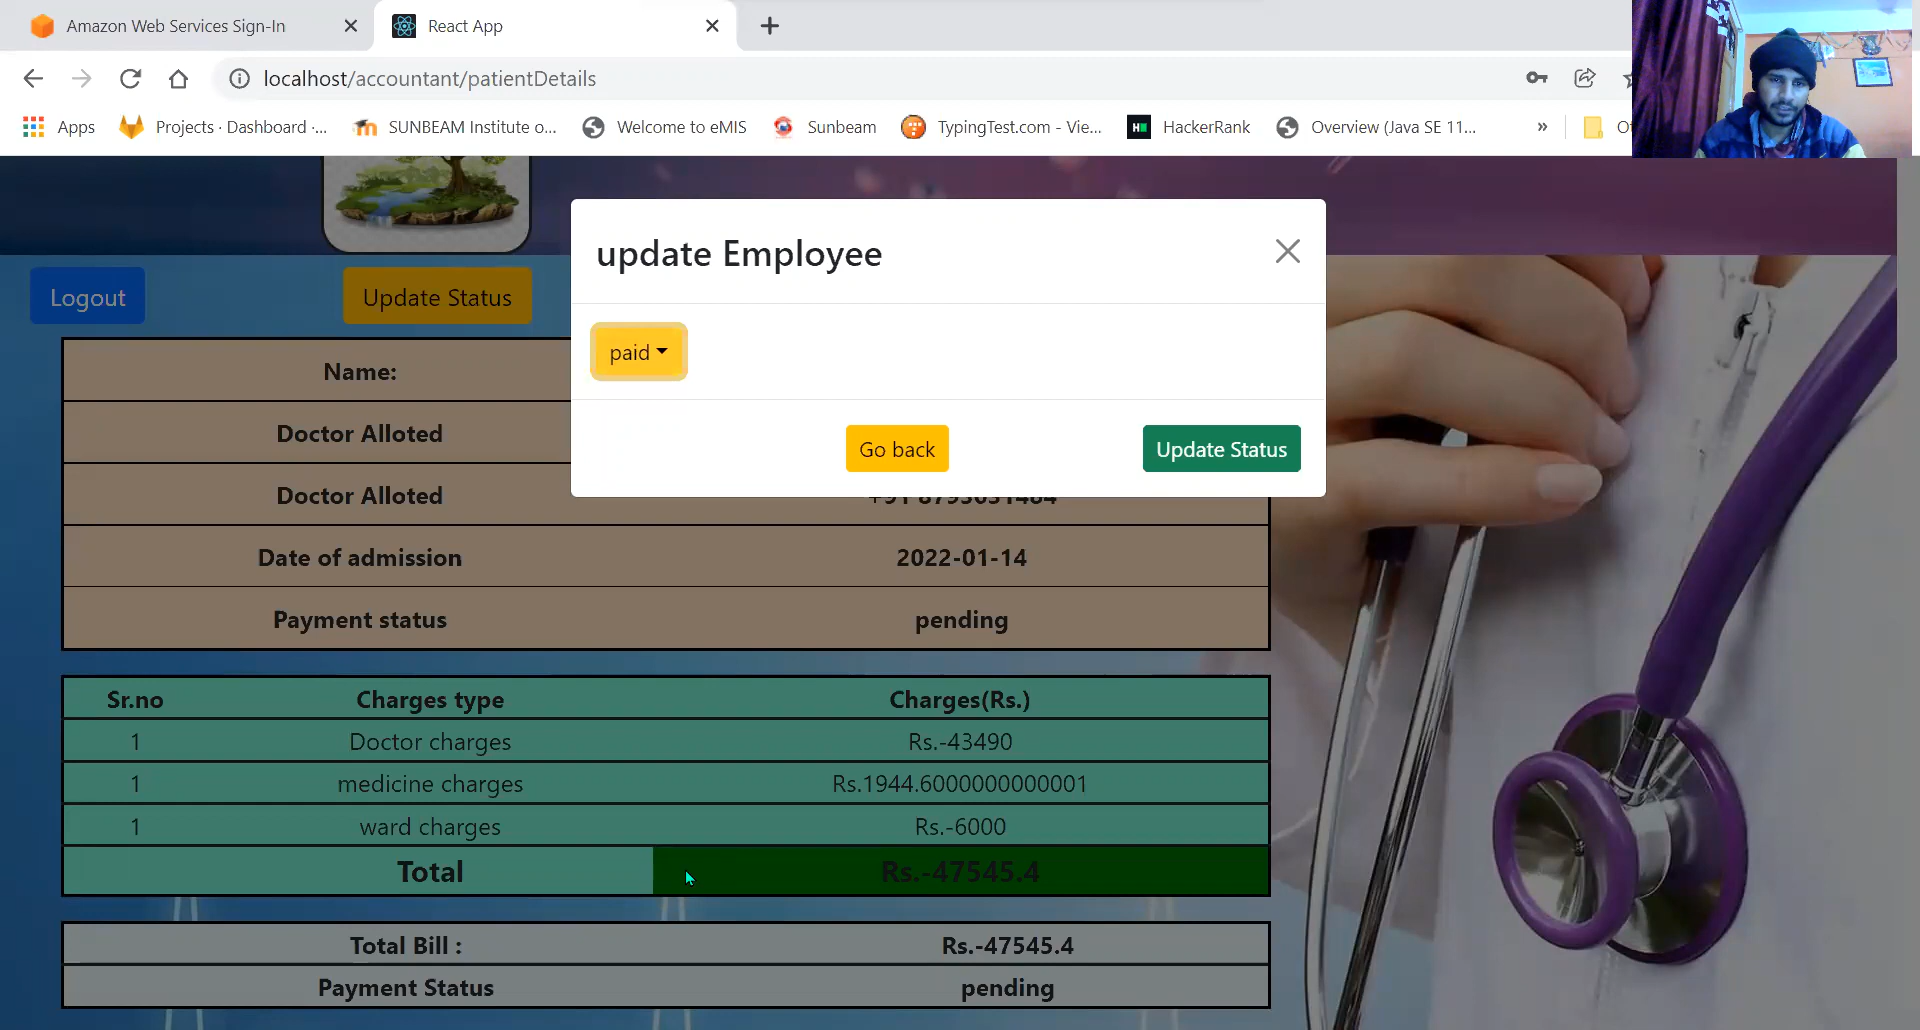 Amazon Web Services Sign-In
React App
localhost/accountant/patientDetails
Apps
Projects · Dashboard ·...
SUNBEAM Institute o...
Welcome to eMIS
Sunbeam
TypingTest.com - Vie...
HackerRank
Overview (Java SE 11...
»
update Employee
Logout
Update Status
paid
Go back
Update Status
Name:
Doctor Alloted
Doctor Alloted
Date of admission 2022-01-14
Payment status pending
Sr.no Charges type Charges(Rs.)
1 Doctor charges Rs.-43490
1 medicine charges Rs.1944.6000000000001
1 ward charges Rs.-6000
Total Rs.-47545.4
Total Bill : Rs.-47545.4
Payment Status pending